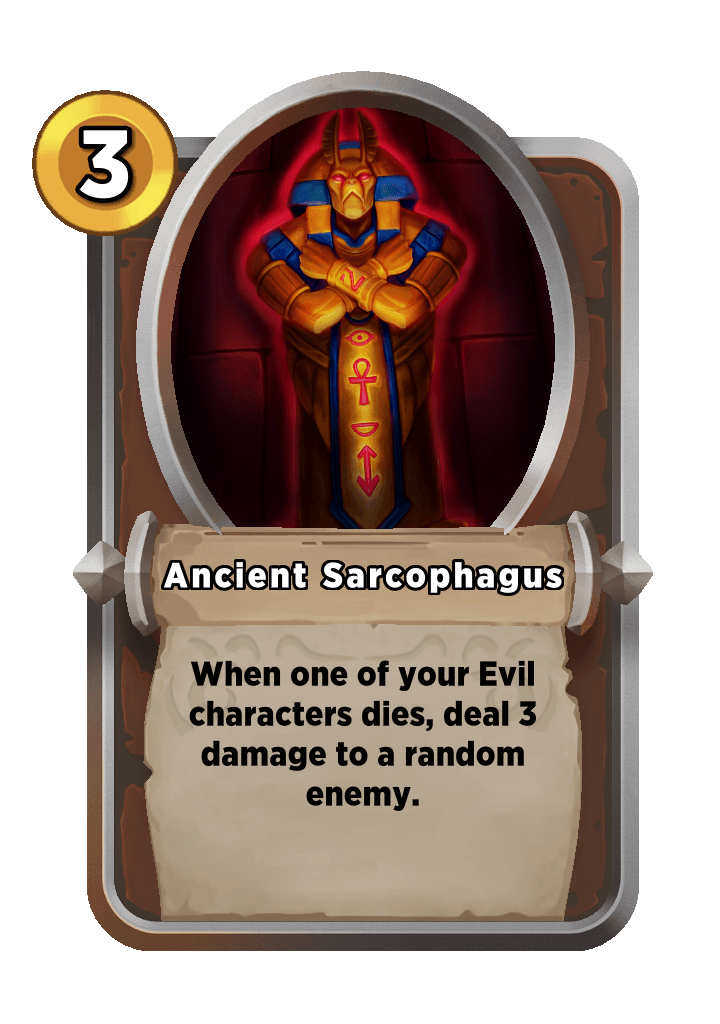 3
Ancient Sarcophagus
When one of your Evil
characters dies, deal 3
damage to a random
enemy.